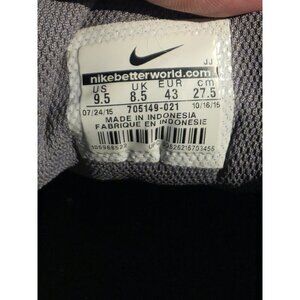 JJ
nikebetterworld.com
US UK EUR cm
9.5 8.5 43 27.5
07/24/15 705149-021 10/16/15
MADE IN INDONESIA
FABRIQUE EN INDONESIE